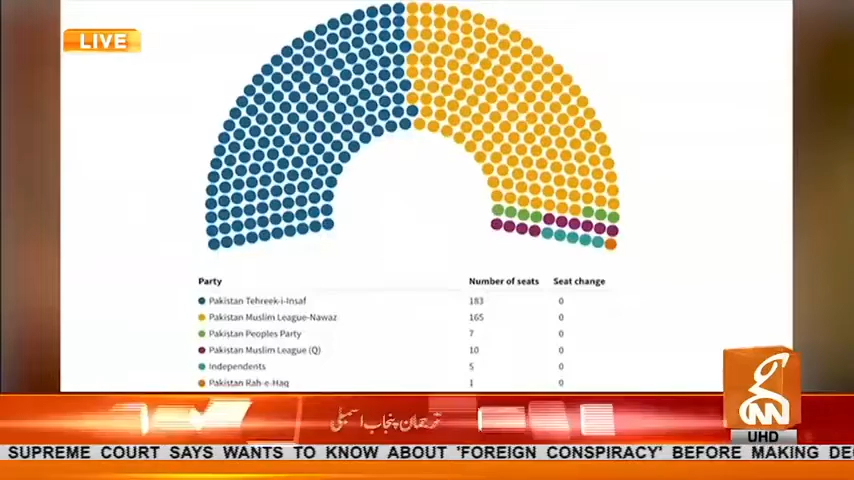 LIVE
Party Number of seats Seat change
Pakistan Tehreek-i-Insaf 183 0
Pakistan Muslim League-Nawaz 165 0
Pakistan Peoples Party 7 0
Pakistan Muslim League (Q) 10 0
Independents 5 0
Pakistan Rah-e-Haq 1 0
ترجمان پنجاب اسمبلی
GNN
UHD
SUPREME COURT SAYS WANTS TO KNOW ABOUT 'FOREIGN CONSPIRACY' BEFORE MAKING DE